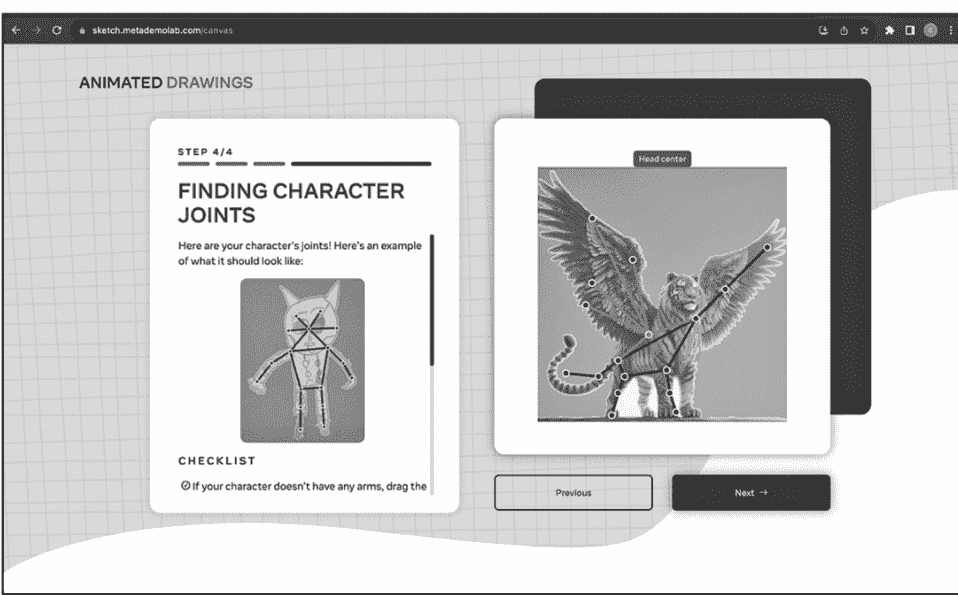 sketch.metademolab.com/canvas
ANIMATED DRAWINGS
STEP 4/4
FINDING CHARACTER
JOINTS
Here are your character's joints! Here's an example
of what it should look like:
CHECKLIST
If your character doesn't have any arms, drag the
Head center
Previous
Next →